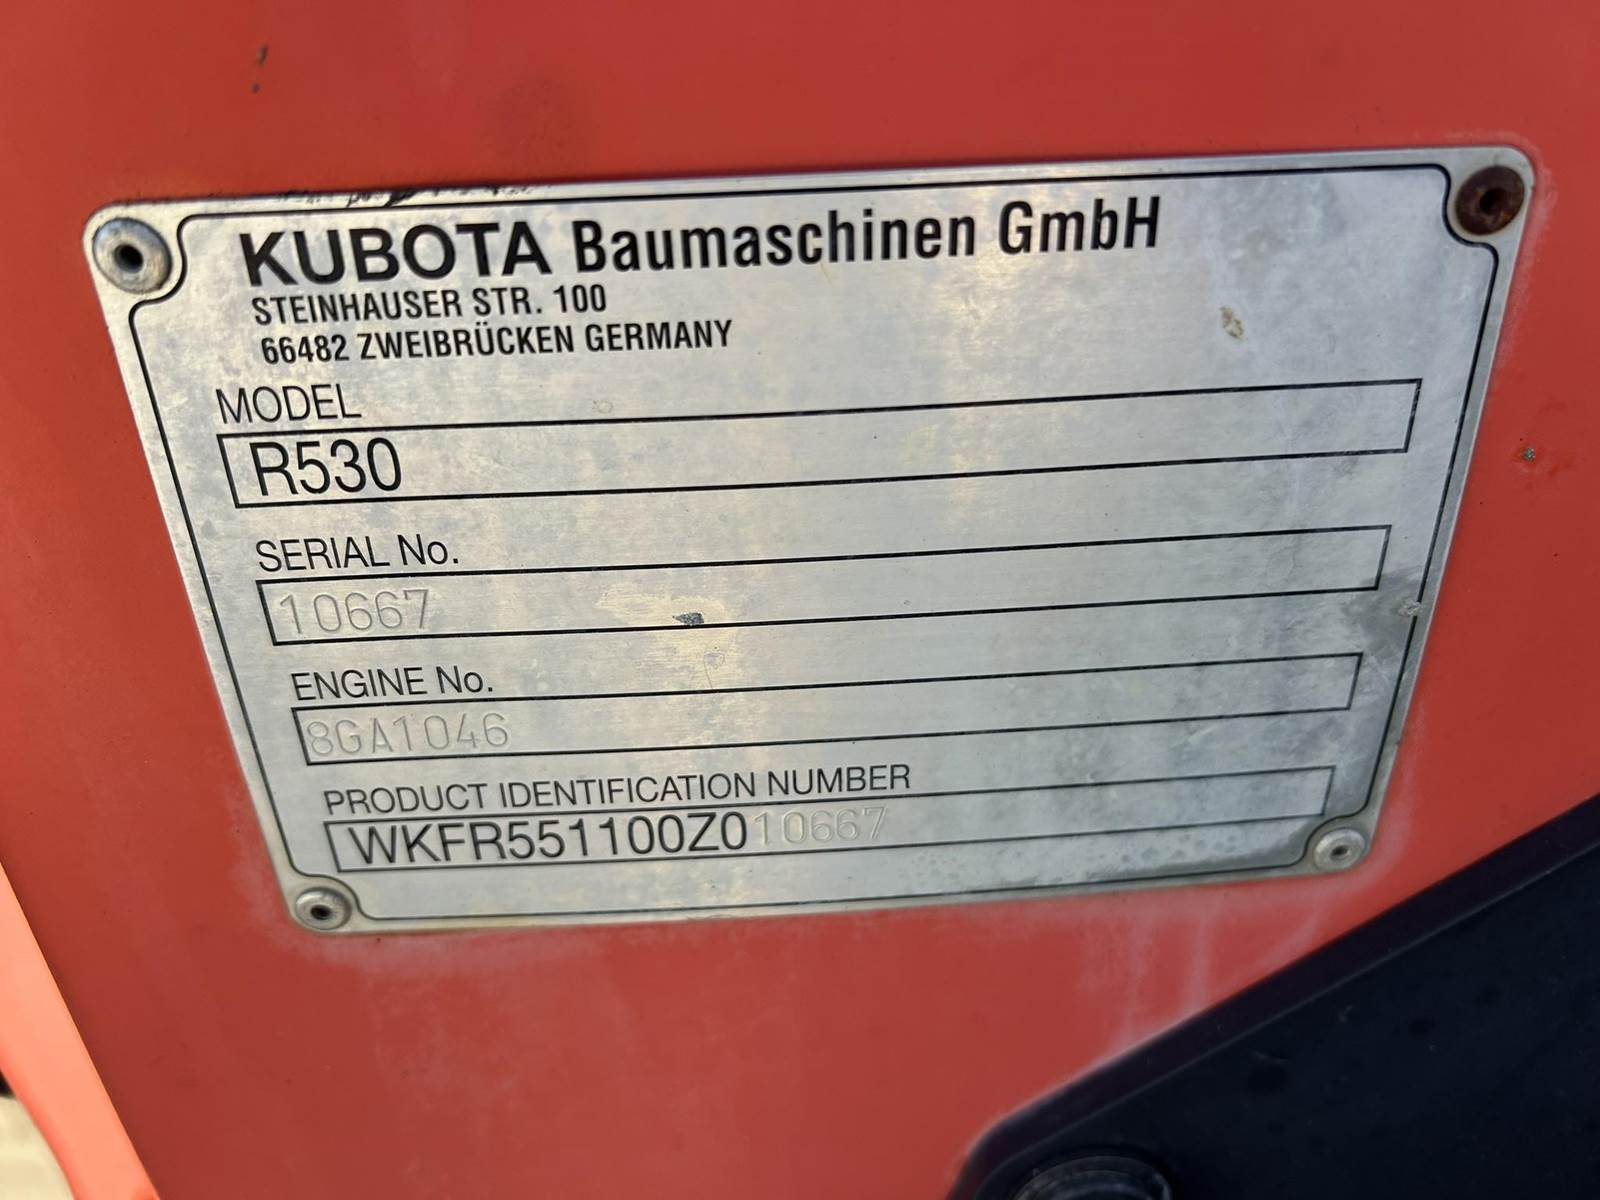 KUBOTA Baumaschinen GmbH
STEINHAUSER STR. 100
66482 ZWEIBRÜCKEN GERMANY
MODEL
R530
SERIAL No.
10667
ENGINE No.
8GA1046
PRODUCT IDENTIFICATION NUMBER
WKFR551100Z010667